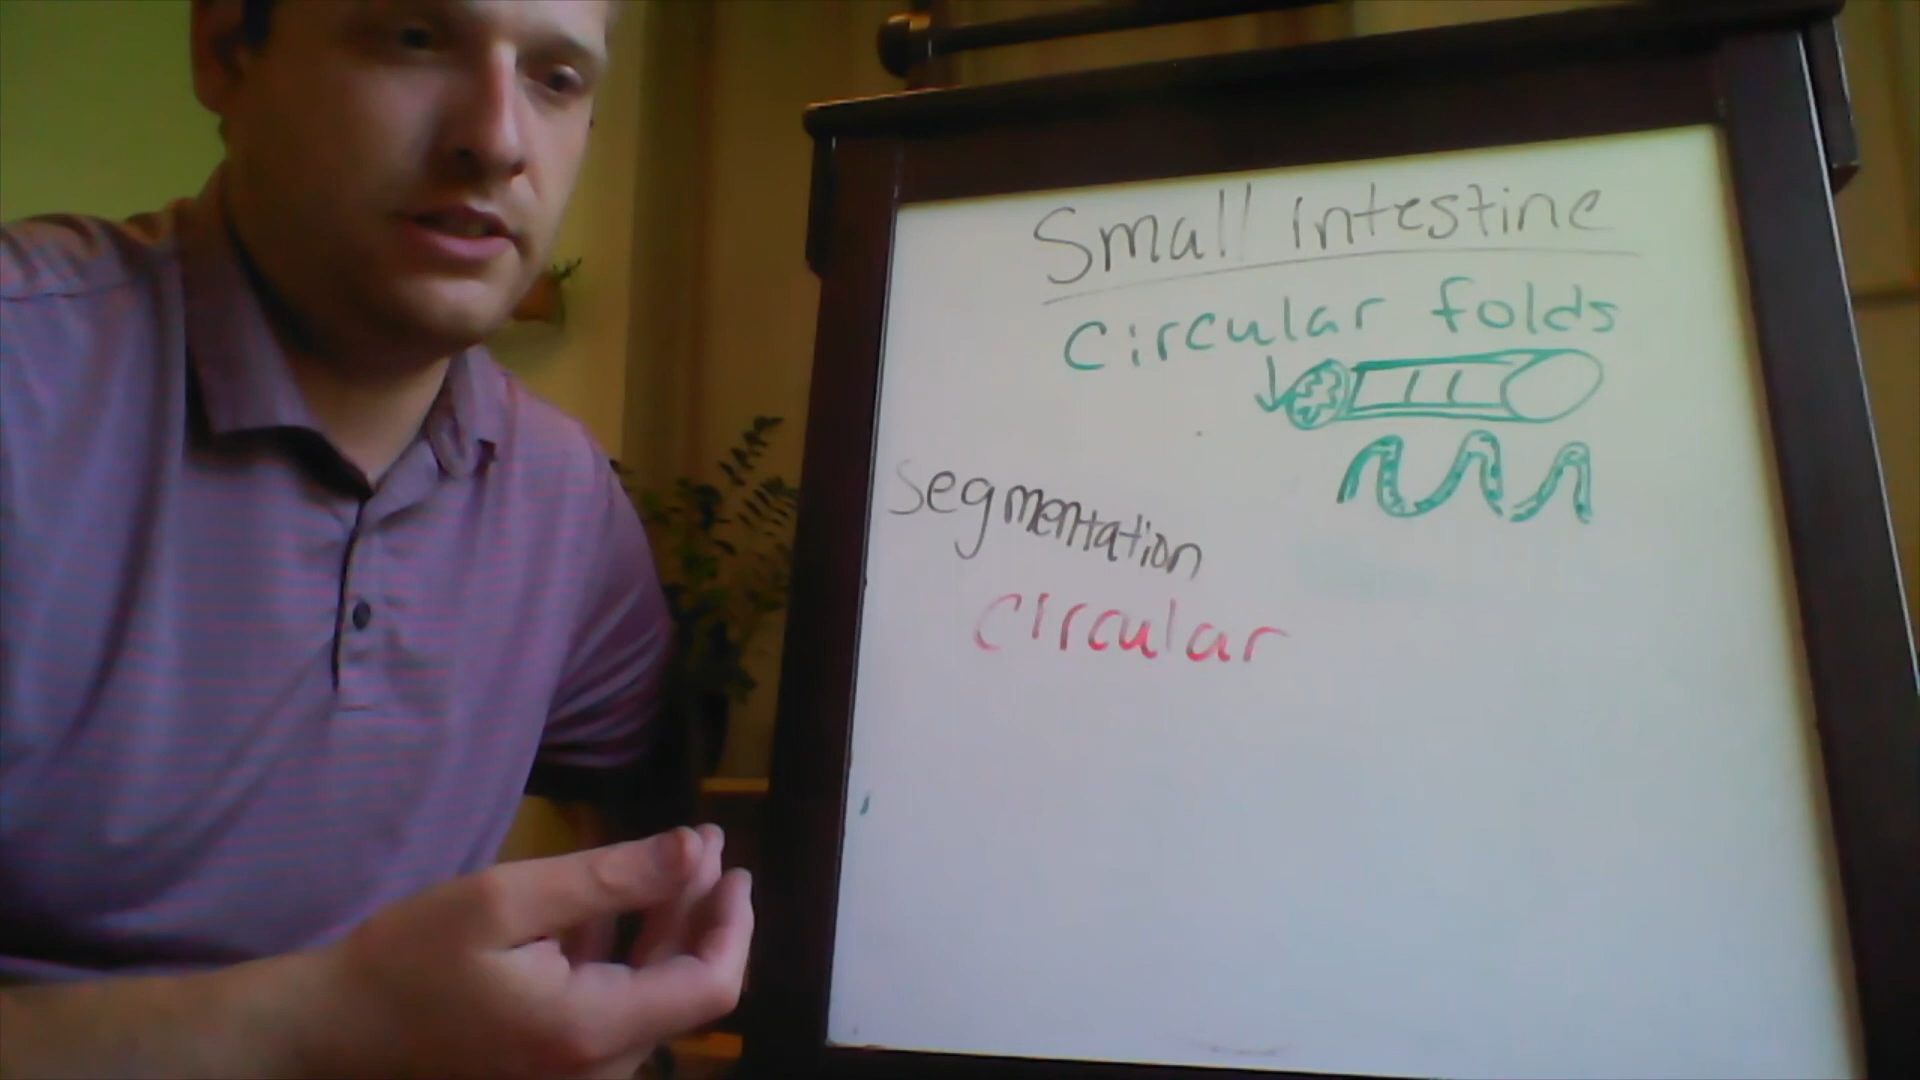 Small intestine
Circular folds
Segmentation
Circular